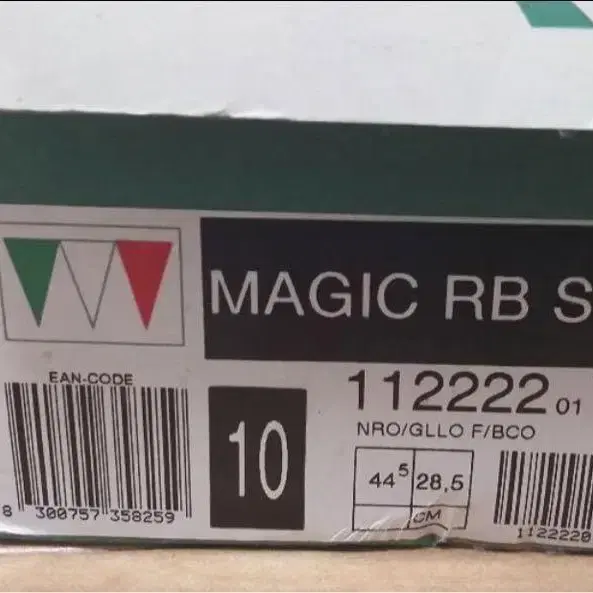 MAGIC RB S
EAN-CODE
8 300757 358259
10
112222 01
NRO/GLLO F/BCO
44 5 28.5
CM
1122220